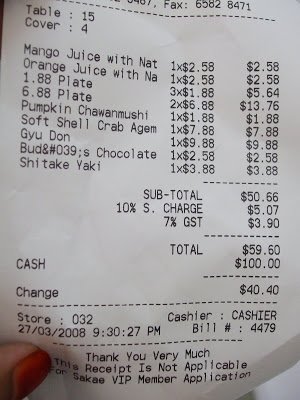 Fax: 6582 8471
Table : 15
Cover : 4
Mango Juice with Nat 1x$2.58 $2.58
Orange Juice with Na 1x$2.58 $2.58
1.88 Plate 3x$1.88 $5.64
6.88 Plate 2x$6.88 $13.76
Pumpkin Chawanmushi 1x$1.88 $1.88
Soft Shell Crab Agem 1x$7.88 $7.88
Gyu Don 1x$9.88 $9.88
Bud&#039;s Chocolate 1x$2.58 $2.58
Shitake Yaki 1x$3.88 $3.88
SUB-TOTAL $50.66
10% S. CHARGE $5.07
7% GST $3.90
TOTAL $59.60
CASH $100.00
Change $40.40
Store : 032 Cashier : CASHIER
27/03/2008 9:30:27 PM Bill # : 4479
Thank You Very Much
This Receipt Is Not Applicable
For Sakae VIP Member Application